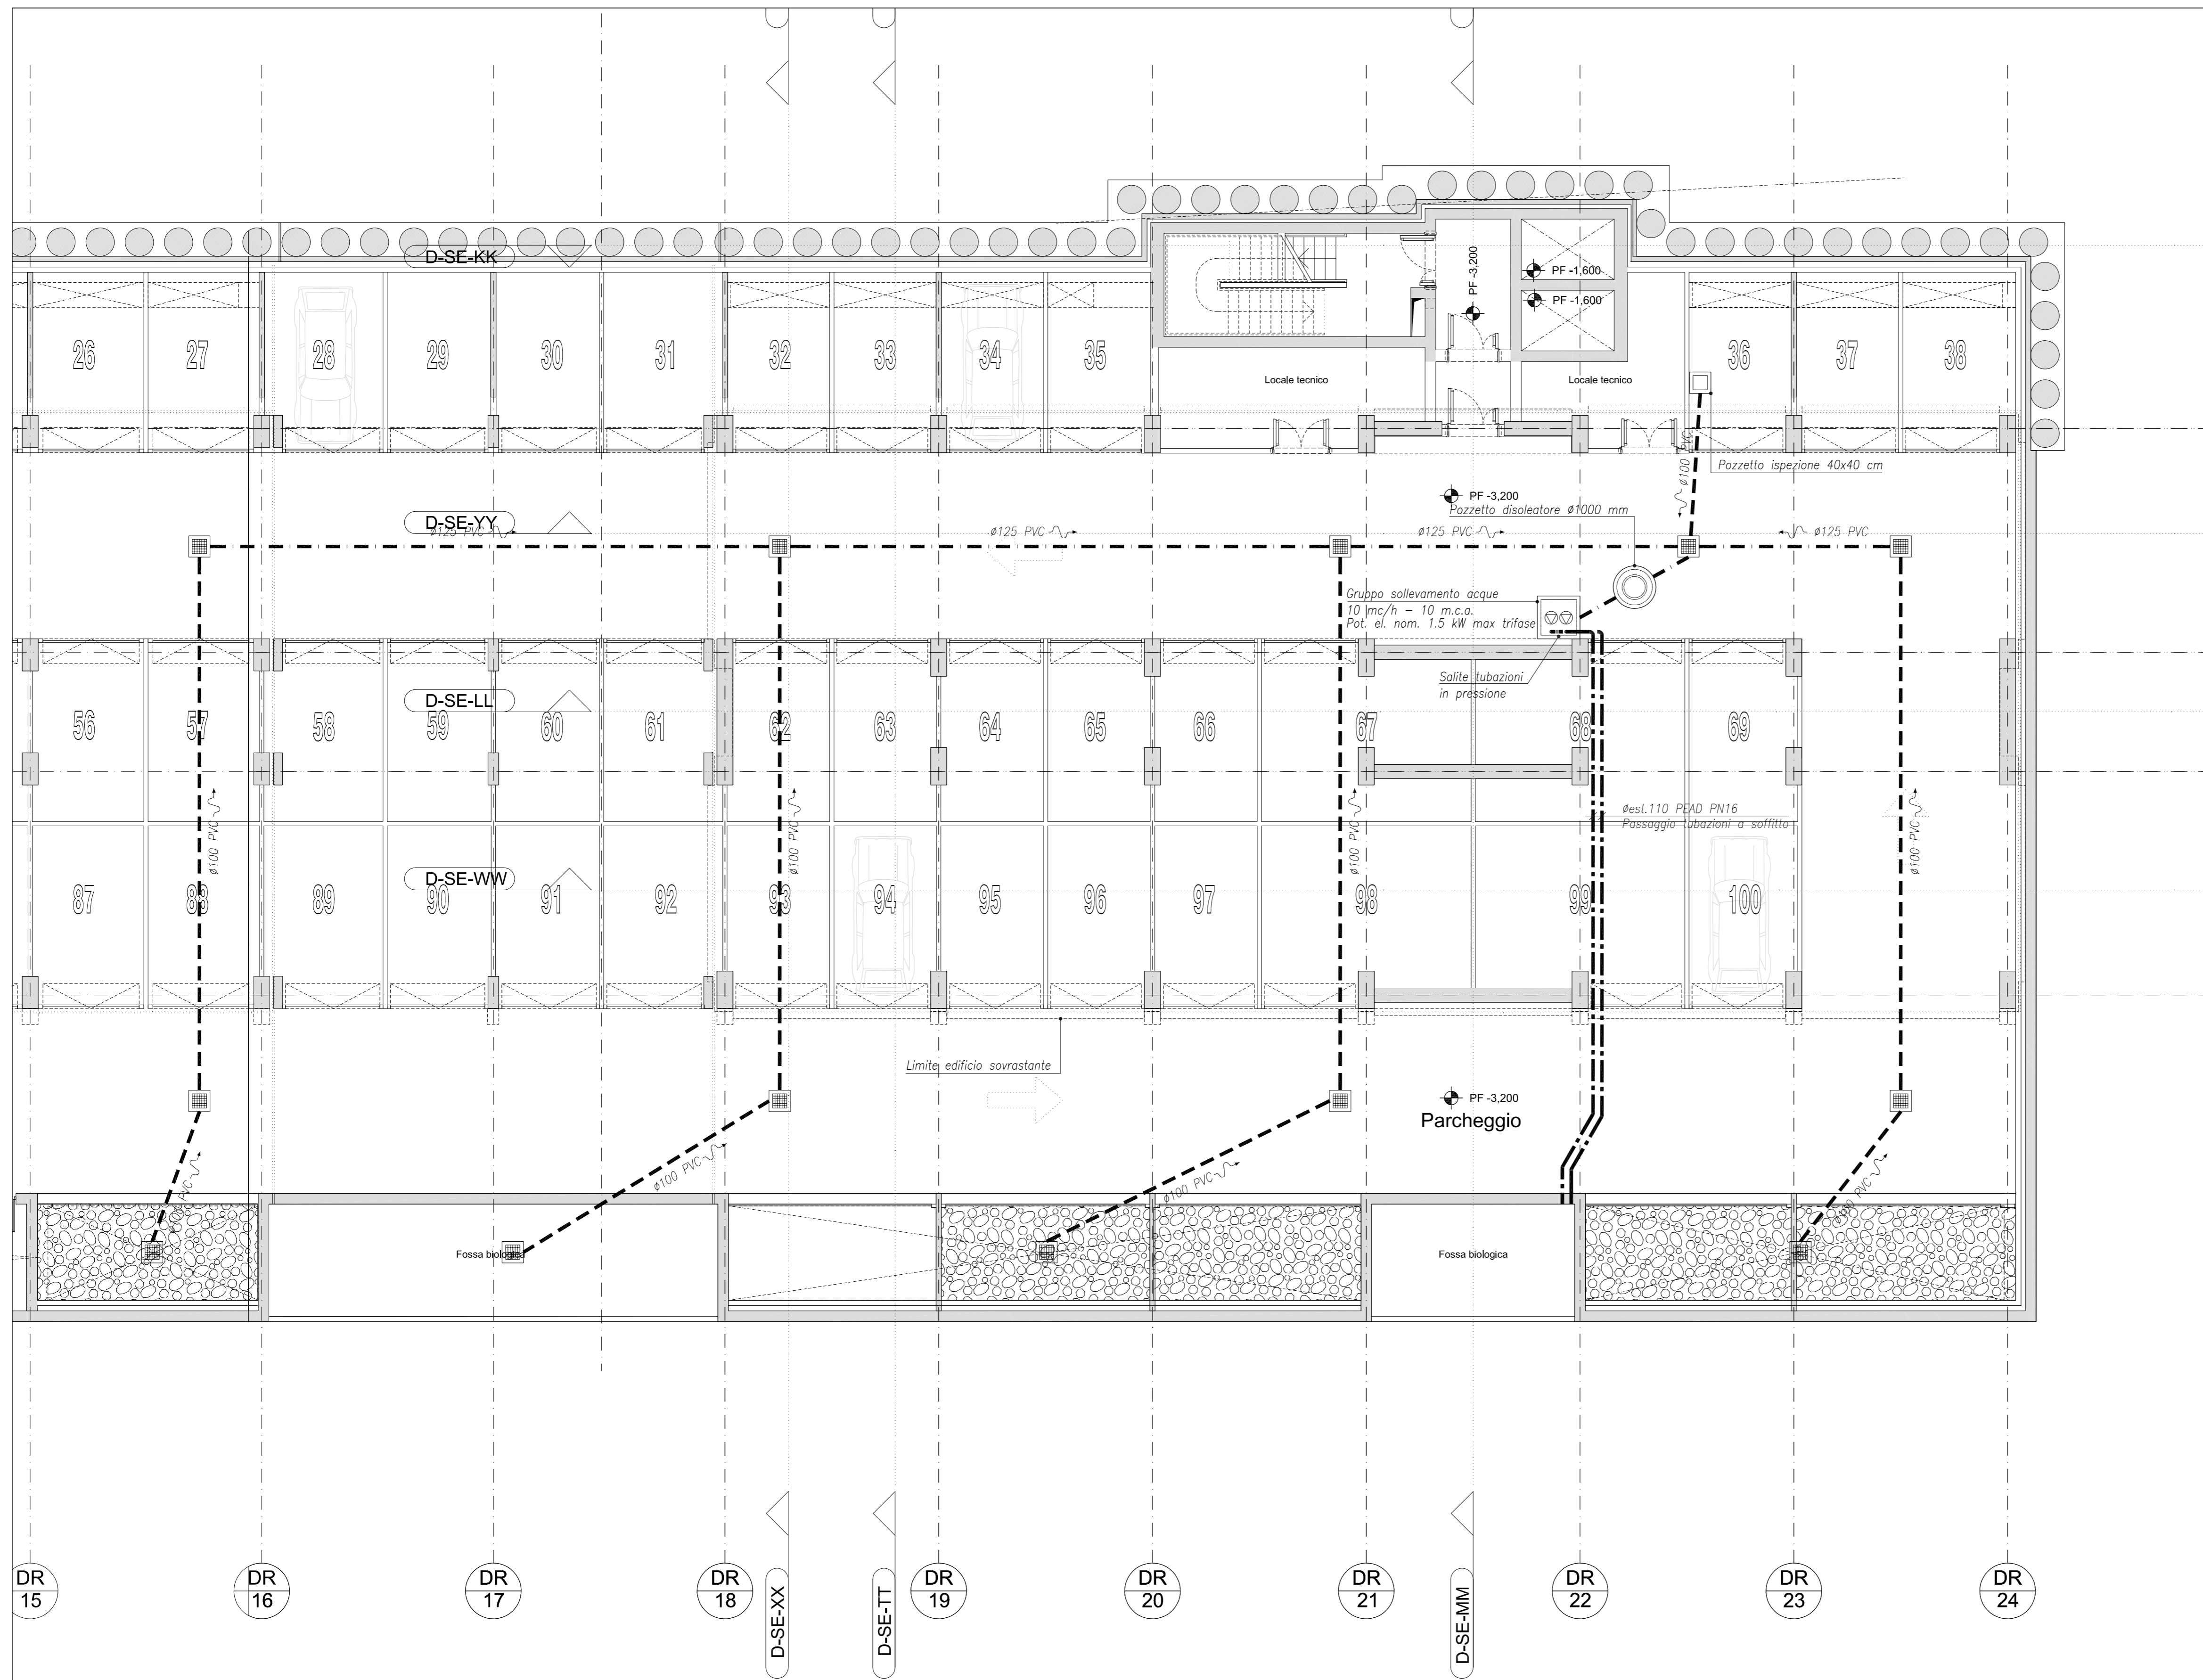 D-SE-KK
PF -3,200
PF -1,600
PF -1,600
26
27
28
29
30
31
32
33
34
35
Locale tecnico
Locale tecnico
36
37
38
ø100 PVC
Pozzetto ispezione 40x40 cm
PF -3,200
Pozzetto disoleatore ø1000 mm
D-SE-YY
ø125 PVC
ø125 PVC
ø125 PVC
ø125 PVC
Gruppo sollevamento acque
10 mc/h - 10 m.c.a.
Pot. el. nom. 1.5 kW max trifase
Salite tubazioni
in pressione
D-SE-LL
56
57
58
59
60
61
62
63
64
65
66
67
68
69
ø100 PVC
ø100 PVC
ø100 PVC
ø100 PVC
Øest.110 PEAD PN16
Passaggio tubazioni a soffitto
D-SE-WW
87
88
89
90
91
92
93
94
95
96
97
98
99
100
Limite edificio sovrastante
PF -3,200
Parcheggio
ø100 PVC
ø100 PVC
ø100 PVC
ø100 PVC
Fossa biologica
Fossa biologica
DR
15
DR
16
DR
17
DR
18
D-SE-XX
D-SE-TT
DR
19
DR
20
DR
21
D-SE-MM
DR
22
DR
23
DR
24